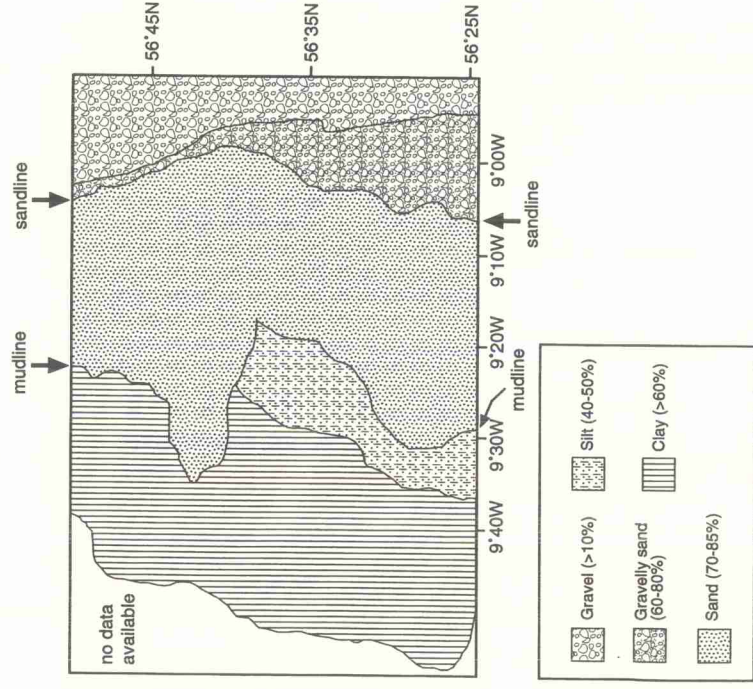 sandline
mudline
56°45N
56°35N
56°25N
no data
available
9°00W
9°10W
9°20W
9°30W
9°40W
sandline
mudline
Gravel (>10%)
Gravelly sand
(60-80%)
Sand (70-85%)
Silt (40-50%)
Clay (>60%)